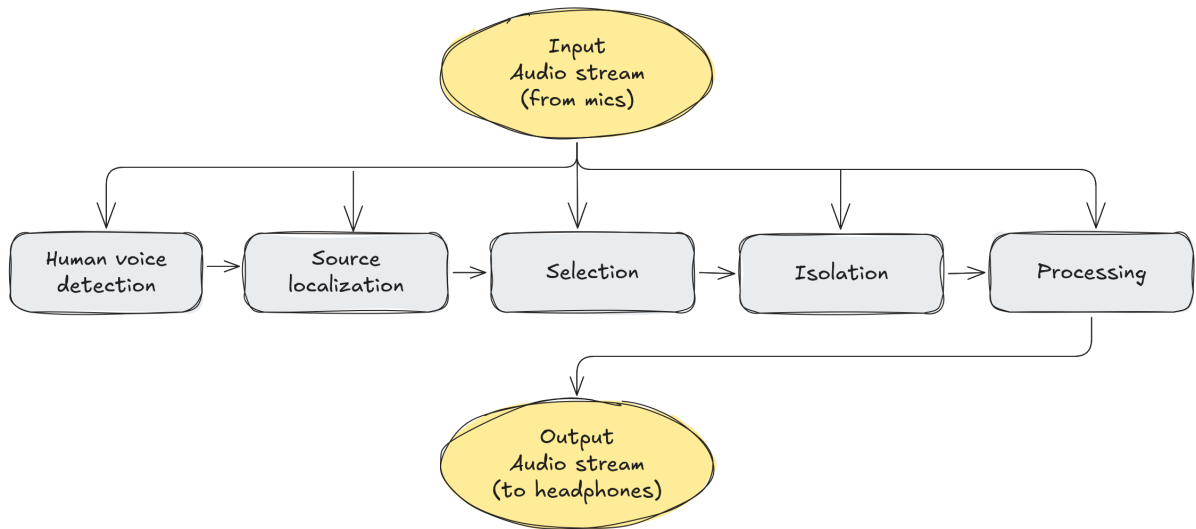 Input
Audio stream
(from mics)
Human voice
detection
Source
localization
Selection
Isolation
Processing
Output
Audio stream
(to headphones)